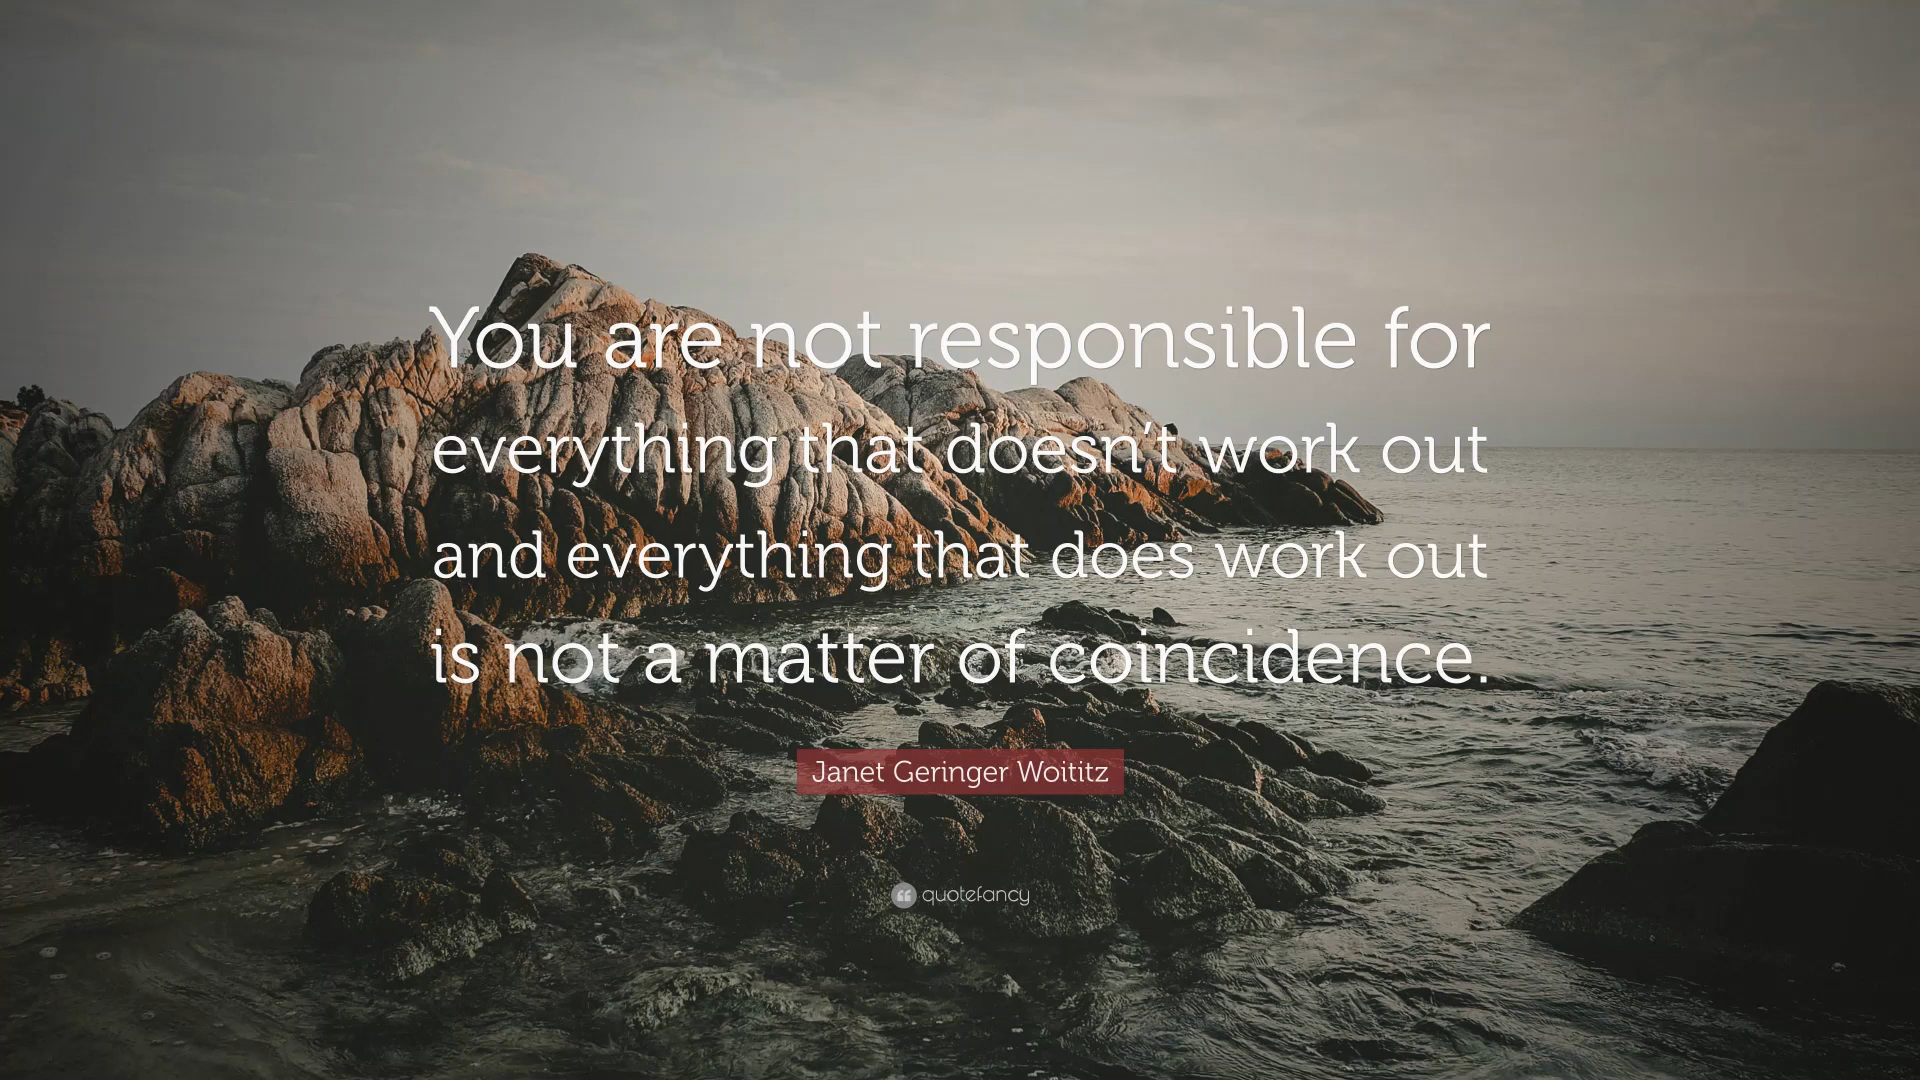 You are not responsible for
everything that doesn’t work out
and everything that does work out
is not a matter of coincidence.
Janet Geringer Woititz
quotefancy